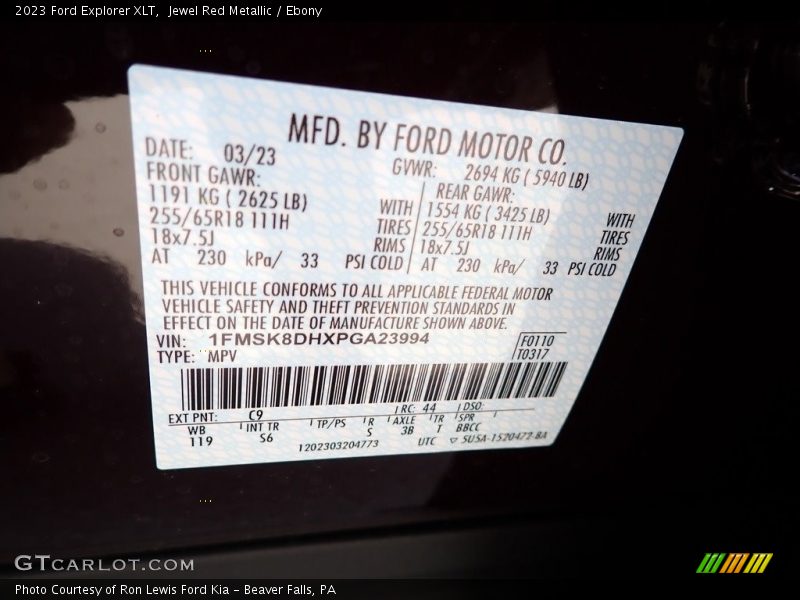 2023 Ford Explorer XLT,  Jewel Red Metallic / Ebony
MFD. BY FORD MOTOR CO.
DATE: 03/23 GVWR: 2694 KG ( 5940 LB)
FRONT GAWR: REAR GAWR:
1191 KG ( 2625 LB) WITH 1554 KG ( 3425 LB) WITH
255/65R18 111H TIRES 255/65R18 111H TIRES
18x7.5J RIMS 18x7.5J RIMS
AT 230 kPa/ 33 PSI COLD AT 230 kPa/ 33 PSI COLD
THIS VEHICLE CONFORMS TO ALL APPLICABLE FEDERAL MOTOR
VEHICLE SAFETY AND THEFT PREVENTION STANDARDS IN
EFFECT ON THE DATE OF MANUFACTURE SHOWN ABOVE.
VIN: 1FMSK8DHXPGA23994 F0110
TYPE: MPV T0317
EXT PNT: C9 RC: 44 DSO:
WB INT TR TP/PS R AXLE TR SPR
119 S6 S 3B T BBCC
1202303204773 UTC ▽ 5USA-1520472-BA
GTCARLOT.COM
Photo Courtesy of Ron Lewis Ford Kia - Beaver Falls, PA